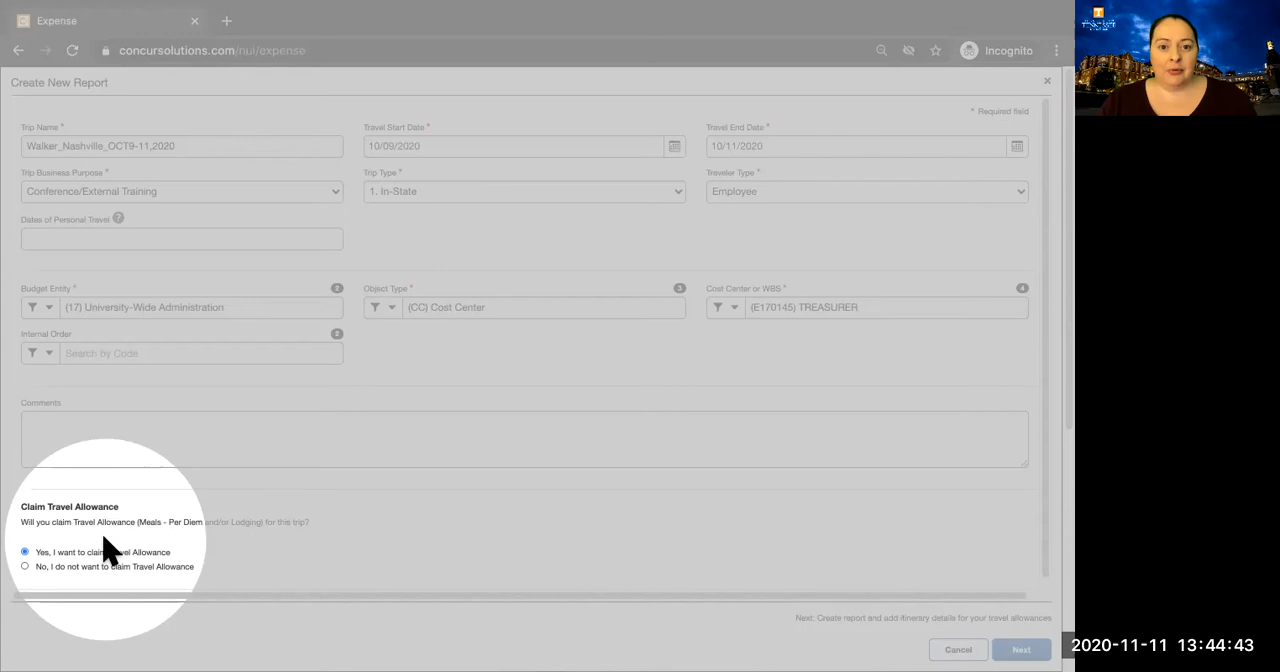 Expense
concursolutions.com/nui/expense
Incognito
Create New Report
* Required field
Trip Name *
Travel Start Date *
Travel End Date *
Walker_Nashville_OCT9-11,2020
10/09/2020
10/11/2020
Trip Business Purpose *
Trip Type *
Traveler Type *
Conference/External Training
1. In-State
Employee
Dates of Personal Travel ?
Budget Entity * 2
Object Type * 3
Cost Center or WBS * 4
(17) University-Wide Administration
(CC) Cost Center
(E170145) TREASURER
Internal Order 2
Search by Code
Comments
Claim Travel Allowance
Will you claim Travel Allowance (Meals - Per Diem and/or Lodging) for this trip?
Yes, I want to claim Travel Allowance
No, I do not want to claim Travel Allowance
Next: Create report and add itinerary details for your travel allowances
Cancel
Next
2020-11-11 13:44:43